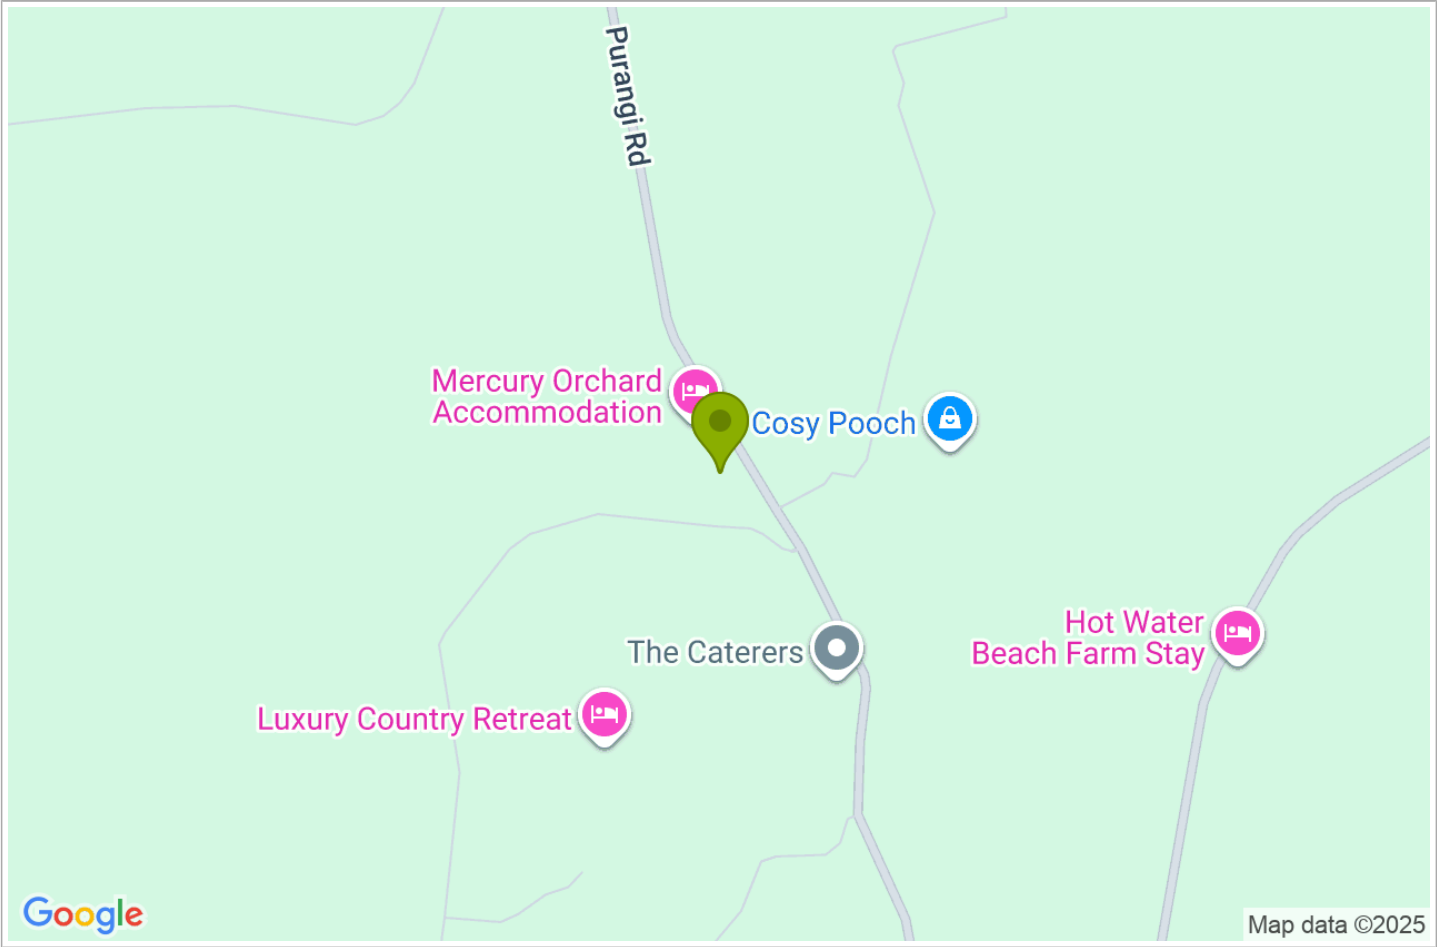 Purangi Rd
Mercury Orchard
Accommodation
Cosy Pooch
Hot Water
Beach Farm Stay
The Caterers
Luxury Country Retreat
Google
Map data ©2025